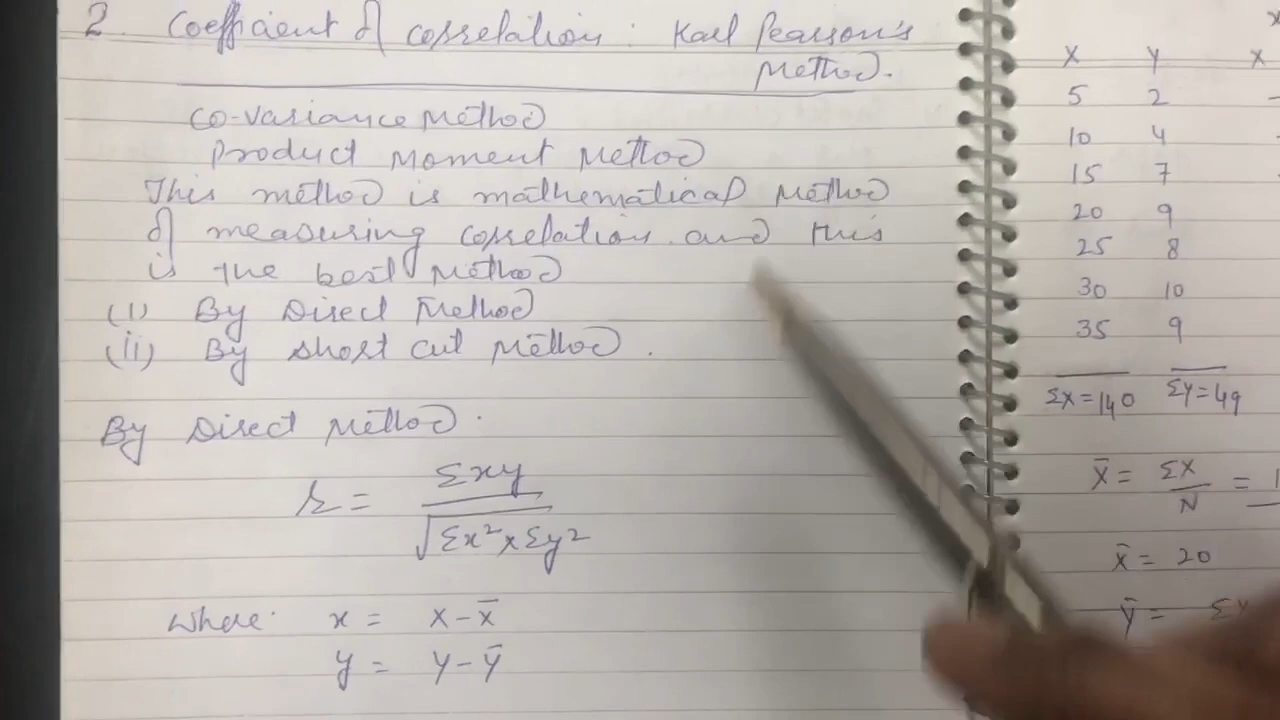 2. Coefficient of correlation: Karl Pearson's
Method.
Co-variance Method
Product Moment Method
This method is mathematical Method
of measuring correlation and this
is the best method
(i) By Direct Method
(ii) By short cut Method.
By Direct Method.
r = Σxy / √Σx²xΣy²
where x = X-X̄
y = Y-Ȳ
X Y X
5 2
10 4
15 7
20 9
25 8
30 10
35 9
ΣX=140 ΣY=49
X̄ = ΣX / N =
X̄ = 20
Ȳ =